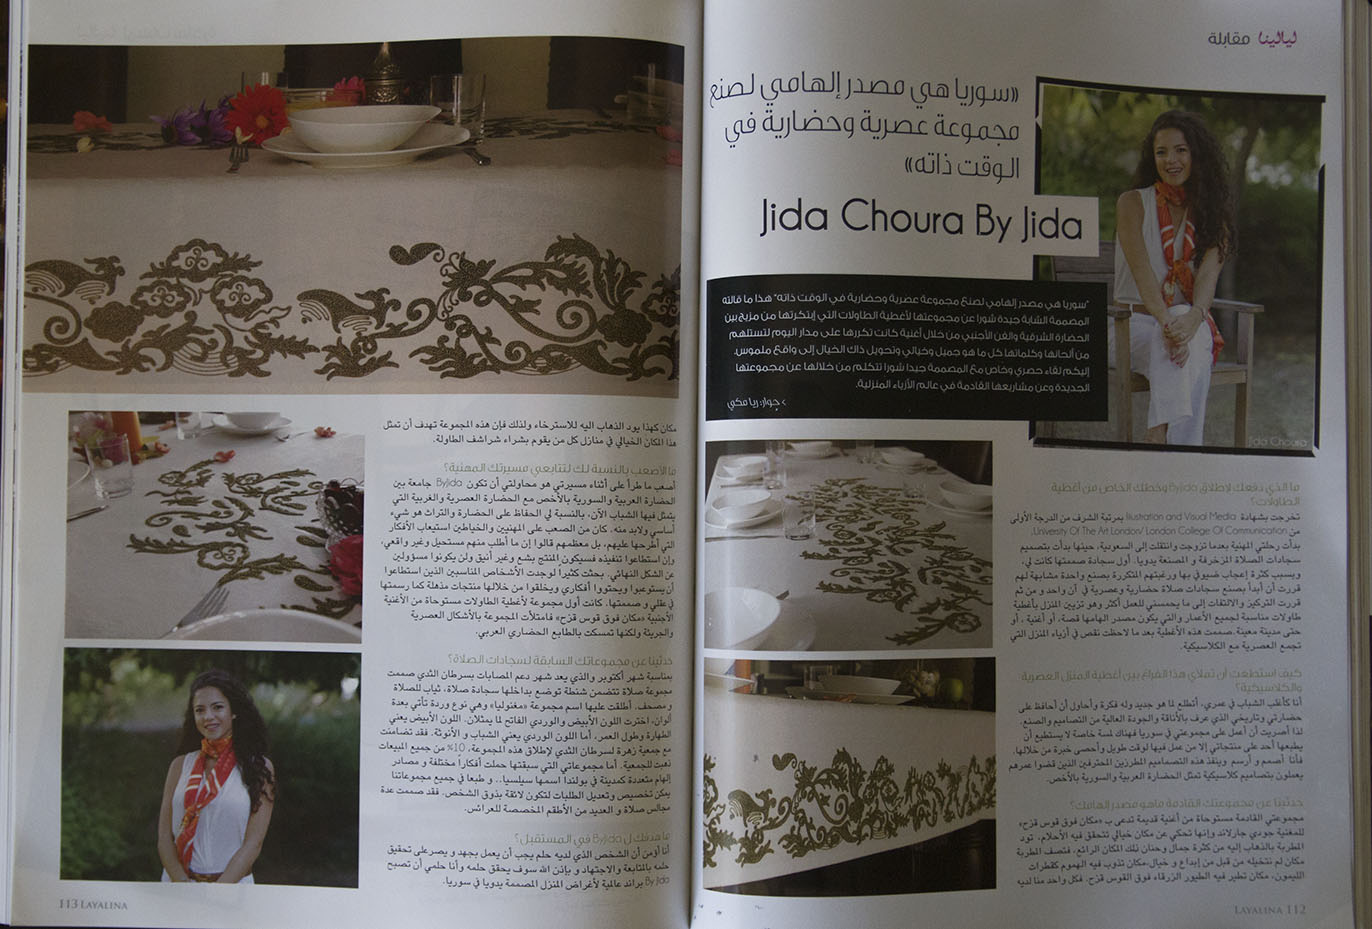 ليالينا مقابلة
«سوريا هي مصدر إلهامي لصنع
مجموعة عصرية وحضارية في
الوقت ذاته»
Jida Choura By Jida
"سوريا هي مصدر إلهامي لصنع مجموعة عصرية وحضارية في الوقت ذاته" هذا ما قالته
المصممة الشابة جيدة شورا عن مجموعتها لأغطية الطاولات التي إبتكرتها من مزيج بين
الحضارة الشرقية والفن الأجنبي من خلال أغنية كانت تكررها على مدار اليوم لتستلهم
من ألحانها وكلماتها كل ما هو جميل وخيالي وتحويل ذاك الخيال إلى واقع ملموس.
إليكم لقاء حصري وخاص مع المصممة جيدا شورا تتكلم من خلالها عن مجموعتها
الجديدة وعن مشاريعها القادمة في عالم الأزياء المنزلية.
> حوار: ريا مكي
Jida Choura
ما الذي دفعك لإطلاق ByJida وخطك الخاص من أغطية
الطاولات؟
تخرجت بشهادة Illustration and Visual Media بمرتبة الشرف من الدرجة الأولى
من University Of The Art London/ London College Of Communication.
بدأت رحلتي المهنية بعدما تزوجت وانتقلت إلى السعودية، حينها بدأت بتصميم
سجادات الصلاة المزخرفة و المصنعة يدويا. أول سجادة صممتها كانت لي،
وبسبب كثرة إعجاب ضيوفي بها ورغبتهم المتكررة بصنع واحدة مشابهة لهم
قررت أن أبدأ بصنع سجادات صلاة حضارية وعصرية في آن واحد و من ثم
قررت التركيز والالتفات إلى ما يحمسني للعمل أكثر وهو تزيين المنزل بأغطية
طاولات مناسبة لجميع الأعمار والتي يكون مصدر الهامها قصة، أو أغنية ، أو
حتى مدينة معينة. صممت هذه الأغطية بعد ما لاحظت نقص في أزياء المنزل التي
تجمع العصرية مع الكلاسيكية.
كيف استطعت أن تملاي هذا الفراغ بين أغطية المنزل العصرية
والكلاسيكية؟
أنا كأغلب الشباب في عمري، أتطلع لما هو جديد وله فكرة وأحاول أن أحافظ على
حضارتي وتاريخي الذي عرف بالأناقة والجودة العالية من التصاميم والصنع.
لذا أصريت أن أعمل على مجموعتي في سوريا فهناك لمسة خاصة لا يستطيع أن
يطبعها أحد على منتجاتي إلا من عمل فيها لوقت طويل وأحصى خبرة من خلالها.
فأنا أصمم و أرسم وينفذ هذه التصاميم المطرزين المحترفين الذين قضوا عمرهم
يعملون بتصاميم كلاسيكية تمثل الحضارة العربية والسورية بالأخص.
حدثينا عن مجموعتك القادمة ماهو مصدر إلهامك؟
مجموعتي القادمة مستوحاة من أغنية قديمة تدعى ب «مكان فوق قوس قزح»
للمغنية جودي جارلاند وإنها تحكي عن مكان خيالي تتحقق فيه الأحلام. تود
المطربة بالذهاب إليه من كثرة جمال وحنان تلك المكان الرائع. فتصف المطربة
مكان لم نتخيله من قبل من إبداع و خيال.مكان تذوب فيه الهموم كقطرات
الليمون، مكان تطير فيه الطيور الزرقاء فوق القوس قزح. فكل واحد منا لديه
LAYALINA 112
مكان كهذا يود الذهاب اليه للاسترخاء ولذلك فإن هذه المجموعة تهدف أن تمثل
هذا المكان الخيالي في منازل كل من يقوم بشراء شراشف الطاولة.
ما الأصعب بالنسبة لك لتتابعي مسيرتك المهنية؟
أصعب ما طرأ على أثناء مسيرتي هو محاولتي أن تكون ByJida جامعة بين
الحضارة العربية والسورية بالأخص مع الحضارة العصرية والغربية التي
يتمثل فيها الشباب الآن، بالنسبة في الحفاظ على الحضارة والتراث هو شيء
أساسي ولابد منه. كان من الصعب على المهنيين والخياطين استيعاب الأفكار
التي أطرحها عليهم، بل معظمهم قالوا إن ما أطلب منهم مستحيل وغير واقعي،
وإن استطاعوا تنفيذه فسيكون المنتج بشع وغير أنيق ولن يكونوا مسؤولين
عن الشكل النهائي. بحثت كثيراً لوجدت الأشخاص المناسبين الذين استطاعوا
أن يستوعبوا ويحتووا أفكاري ويخلقوا من خلالها منتجات مذهلة كما رسمتها
في عقلي و صممتها. كانت أول مجموعة لأغطية الطاولات مستوحاة من الأغنية
الأجنبية «مكان فوق قوس قزح» فامتلأت المجموعة بالأشكال العصرية
والجريئة ولكنها تمسكت بالطابع الحضاري العربي.
حدثينا عن مجموعاتك السابقة لسجادات الصلاة؟
بمناسبة شهر أكتوبر والذي يعد شهر دعم المصابات بسرطان الثدي صممت
مجموعة صلاة تتضمن شنطة توضع بداخلها سجادة صلاة، ثياب للصلاة
و مصحف. أطلقت عليها اسم مجموعة «مغنوليا» وهي نوع وردة تأتي بعدة
ألوان، اخترت اللون الأبيض والوردي الفاتح لما يمثلان. اللون الأبيض يعني
الطهارة وطول العمر، أما اللون الوردي يعني الشباب و الأنوثة. فقد تضامنت
مع جمعية زهرة لسرطان الثدي لإطلاق هذه المجموعة، 10% من جميع المبيعات
ذهبت للجمعية. أما مجموعاتي التي سبقتها حملت أفكارا مختلفة و مصادر
إلهام متعددة كمدينة في بولندا اسمها سيلسيا.. و طبعا في جميع مجموعاتنا
يمكن تخصيص وتعديل الطلبات لتكون لائقة بذوق الشخص. فقد صممت عدة
مجالس صلاة و العديد من الأطقم المخصصة للعرائس.
ما هدفك ل ByJida في المستقبل؟
أنا أؤمن أن الشخص الذي لديه حلم يجب أن يعمل بجهد و يصر على تحقيق
حلمه بالمتابعة والاجتهاد و بإذن الله سوف يحقق حلمه وأنا حلمي أن تصبح
By Jida براند عالمية لأغراض المنزل المصممة يدويا في سوريا.
113 LAYALINA